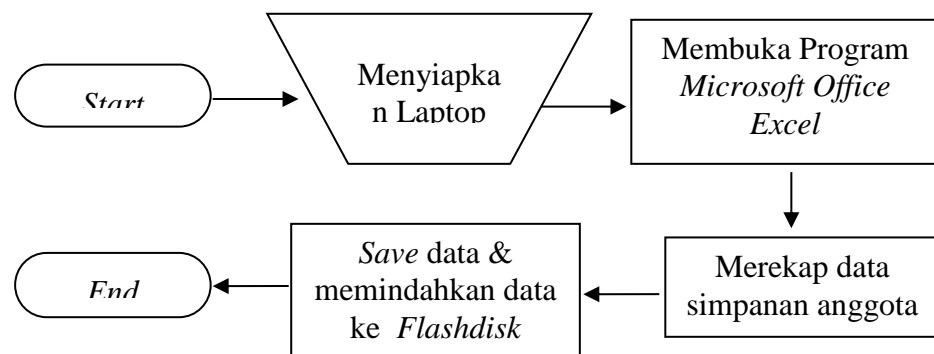 Start
Menyiapka
n Laptop
Membuka Program
Microsoft Office
Excel
Merekap data
simpanan anggota
Save data &
memindahkan data
ke Flashdisk
End